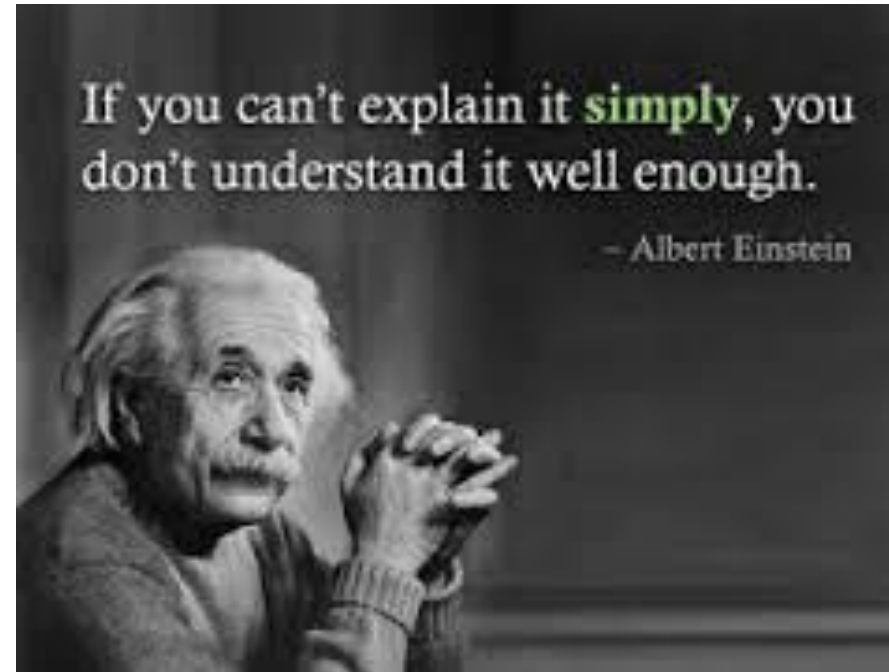 If you can't explain it simply, you
don't understand it well enough.
– Albert Einstein